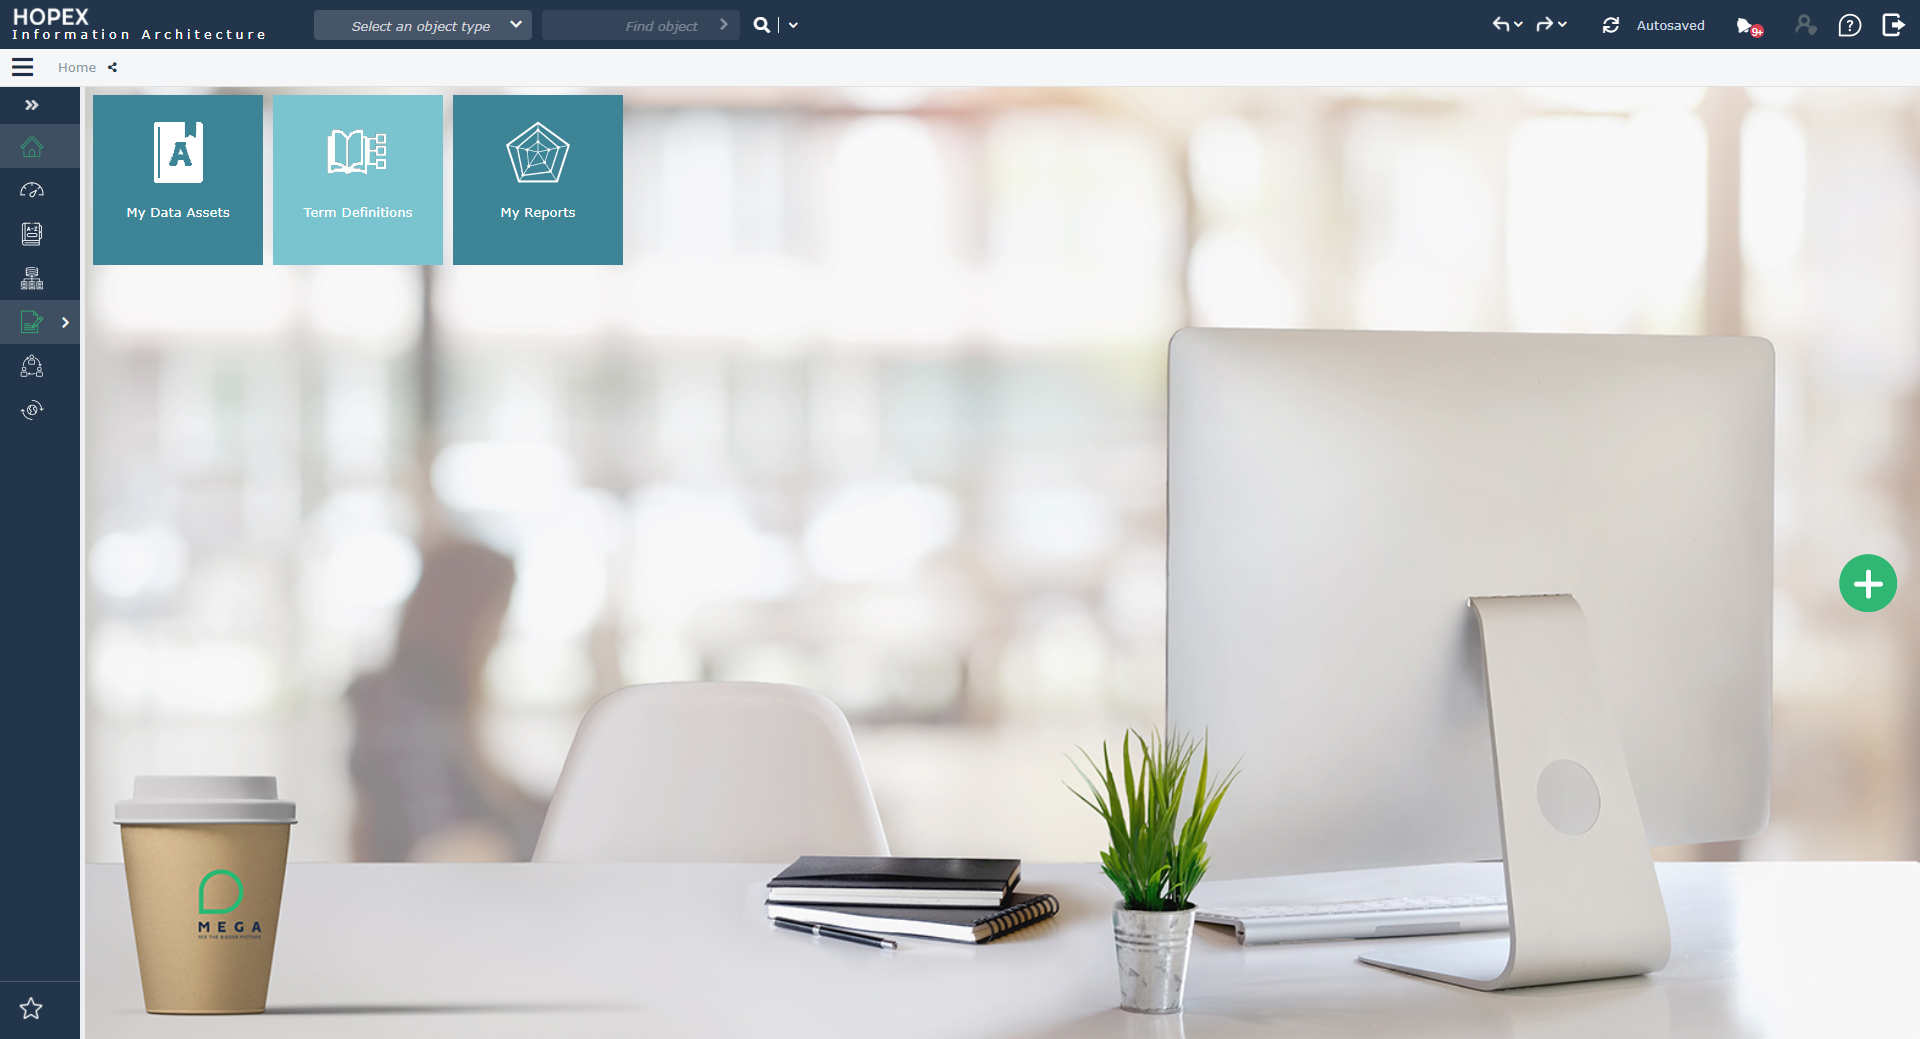 HOPEX
Information Architecture
Select an object type
Find object
Autosaved
9+
Home
A
My Data Assets
Term Definitions
My Reports
A-Z
MEGA
SEE THE BIGGER PICTURE